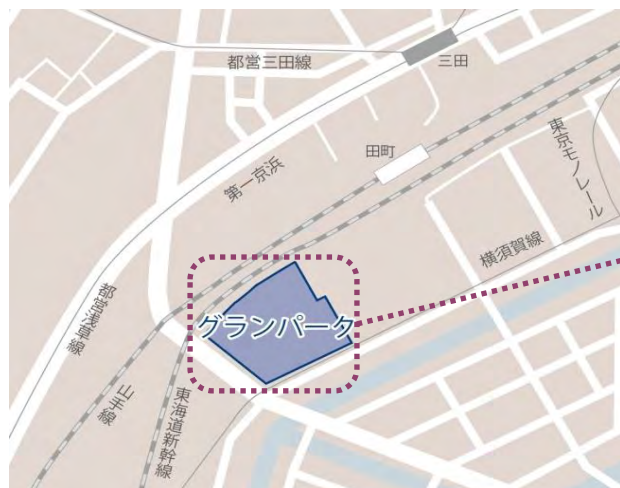 都営三田線
三田
田町
第一京浜
東京モノレール
横須賀線
グランパーク
都営浅草線
山手線
東海道新幹線